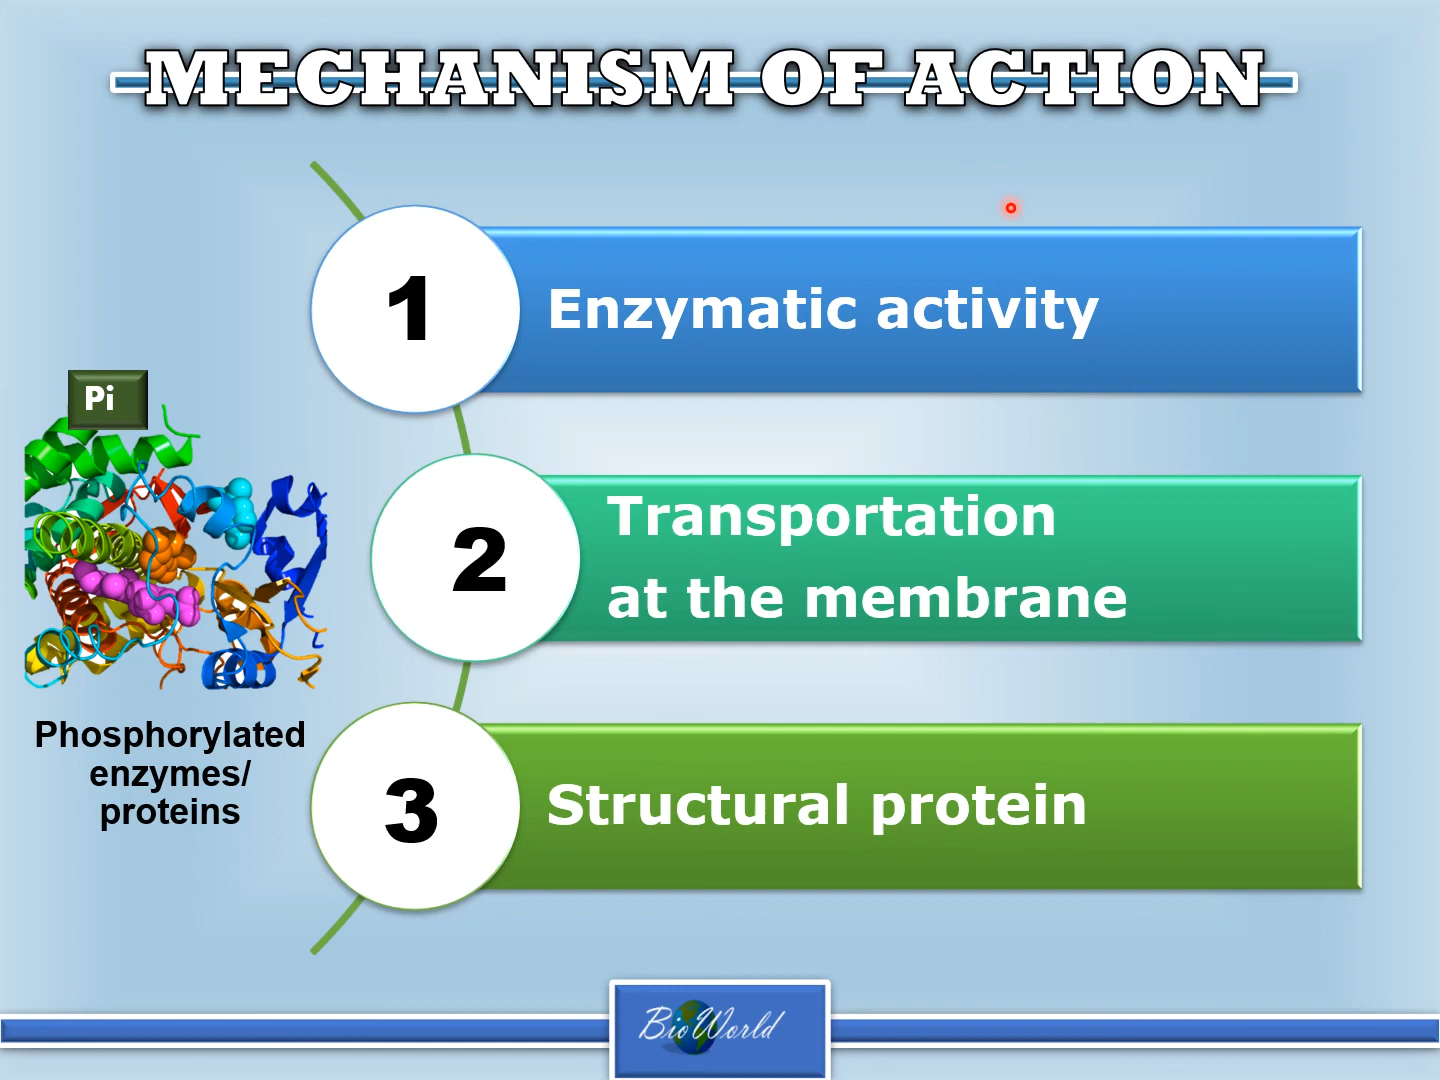 MECHANISM OF ACTION
1
Enzymatic activity
Pi
2
Transportation
at the membrane
Phosphorylated
enzymes/
proteins
3
Structural protein
BioWorld